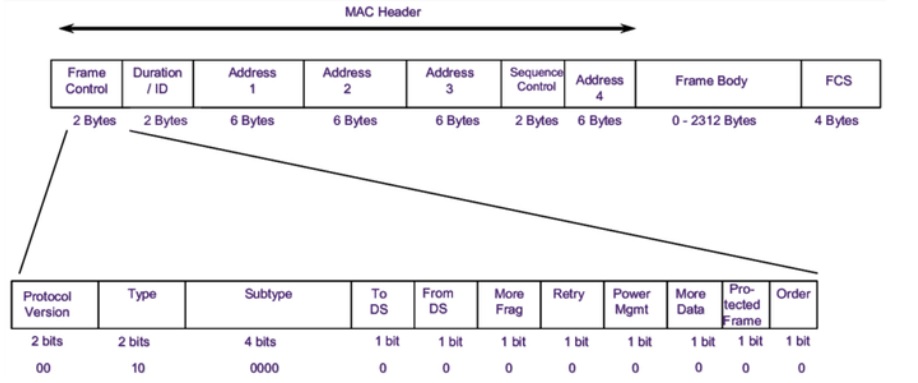 MAC Header
Frame Control
Duration / ID
Address 1
Address 2
Address 3
Sequence Control
Address 4
Frame Body
FCS
2 Bytes 2 Bytes 6 Bytes 6 Bytes 6 Bytes 2 Bytes 6 Bytes 0 - 2312 Bytes 4 Bytes
Protocol Version
Type
Subtype
To DS
From DS
More Frag
Retry
Power Mgmt
More Data
Pro-tected Frame
Order
2 bits 2 bits 4 bits 1 bit 1 bit 1 bit 1 bit 1 bit 1 bit 1 bit 1 bit
00 10 0000 0 0 0 0 0 0 0 0